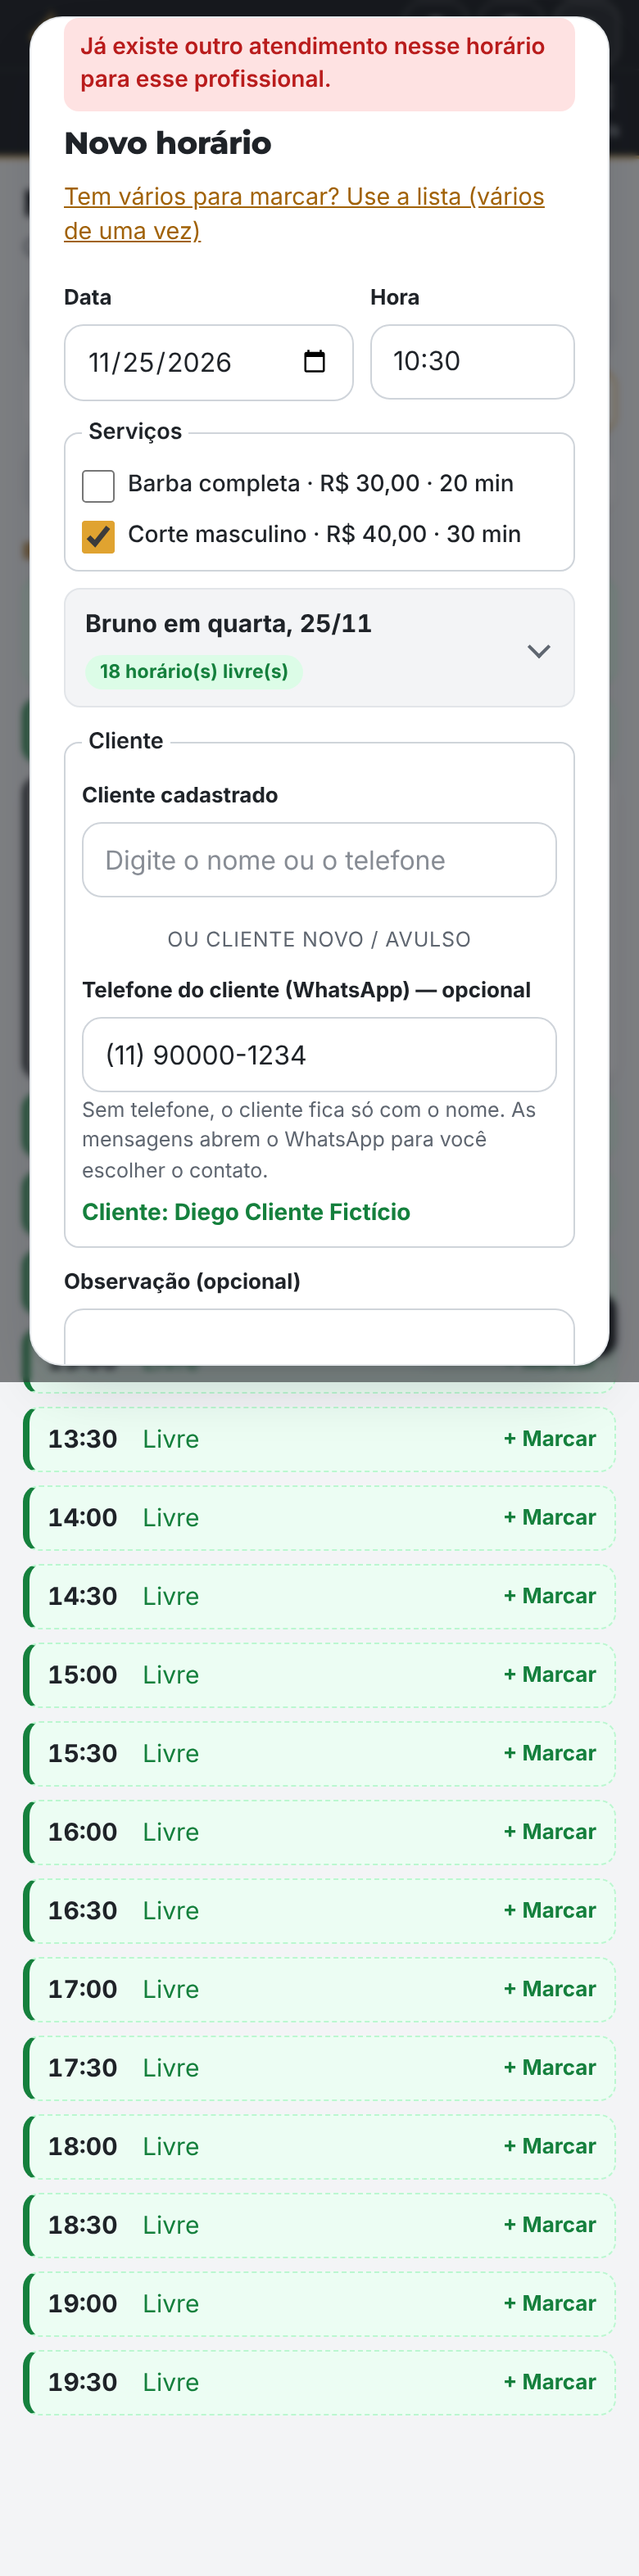 Já existe outro atendimento nesse horário
para esse profissional.
Novo horário
Tem vários para marcar? Use a lista (vários
de uma vez)
Data
Hora
11/25/2026
10:30
Serviços
Barba completa · R$ 30,00 · 20 min
Corte masculino · R$ 40,00 · 30 min
Bruno em quarta, 25/11
18 horário(s) livre(s)
Cliente
Cliente cadastrado
Digite o nome ou o telefone
OU CLIENTE NOVO / AVULSO
Telefone do cliente (WhatsApp) — opcional
(11) 90000-1234
Sem telefone, o cliente fica só com o nome. As
mensagens abrem o WhatsApp para você
escolher o contato.
Cliente: Diego Cliente Fictício
Observação (opcional)
13:30 Livre + Marcar
14:00 Livre + Marcar
14:30 Livre + Marcar
15:00 Livre + Marcar
15:30 Livre + Marcar
16:00 Livre + Marcar
16:30 Livre + Marcar
17:00 Livre + Marcar
17:30 Livre + Marcar
18:00 Livre + Marcar
18:30 Livre + Marcar
19:00 Livre + Marcar
19:30 Livre + Marcar